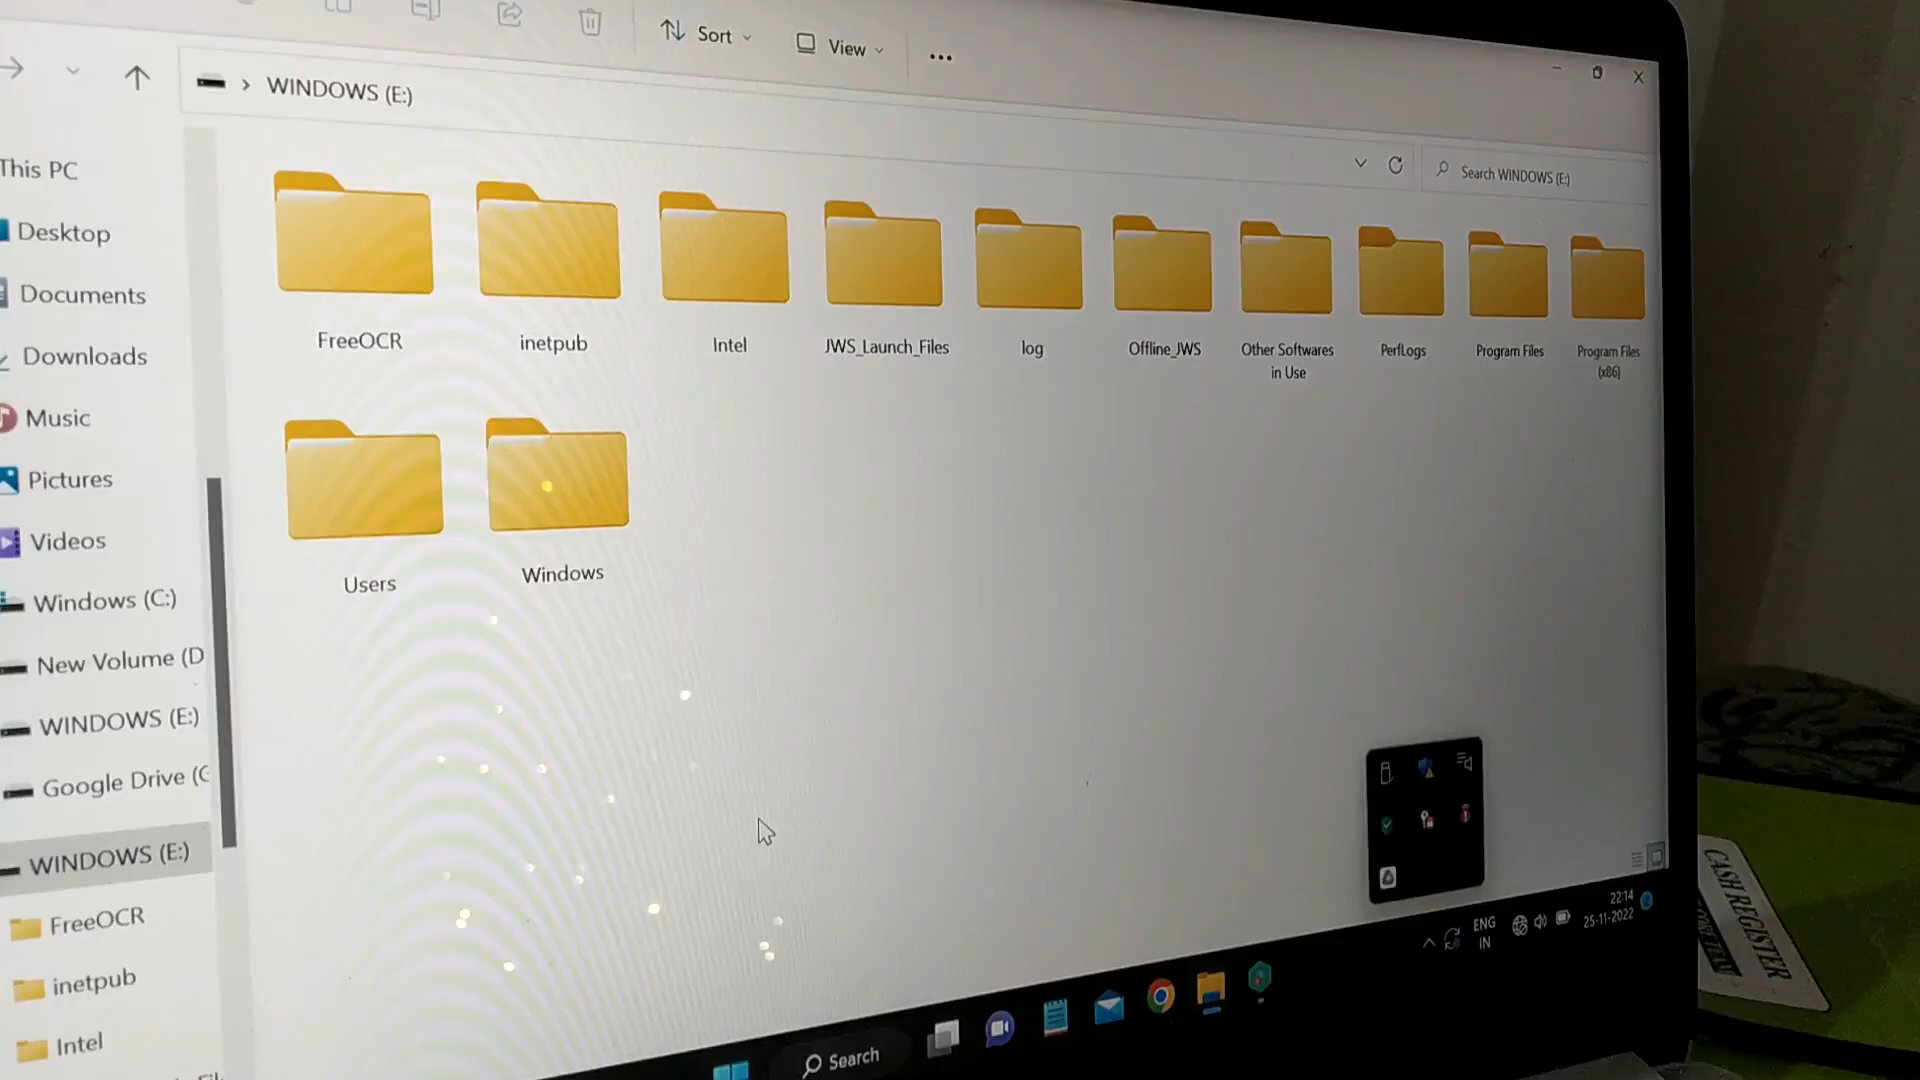 Sort
View
WINDOWS (E:)
Search WINDOWS (E:)
This PC
Desktop
Documents
Downloads
Music
Pictures
Videos
Windows (C:)
New Volume (D
WINDOWS (E:)
Google Drive (G
WINDOWS (E:)
FreeOCR
inetpub
Intel
FreeOCR
inetpub
Intel
JWS_Launch_Files
log
Offline_JWS
Other Softwares
in Use
PerfLogs
Program Files
Program Files
(x86)
Users
Windows
ENG
IN
22:14
25-11-2022
Search
CASH REGISTER